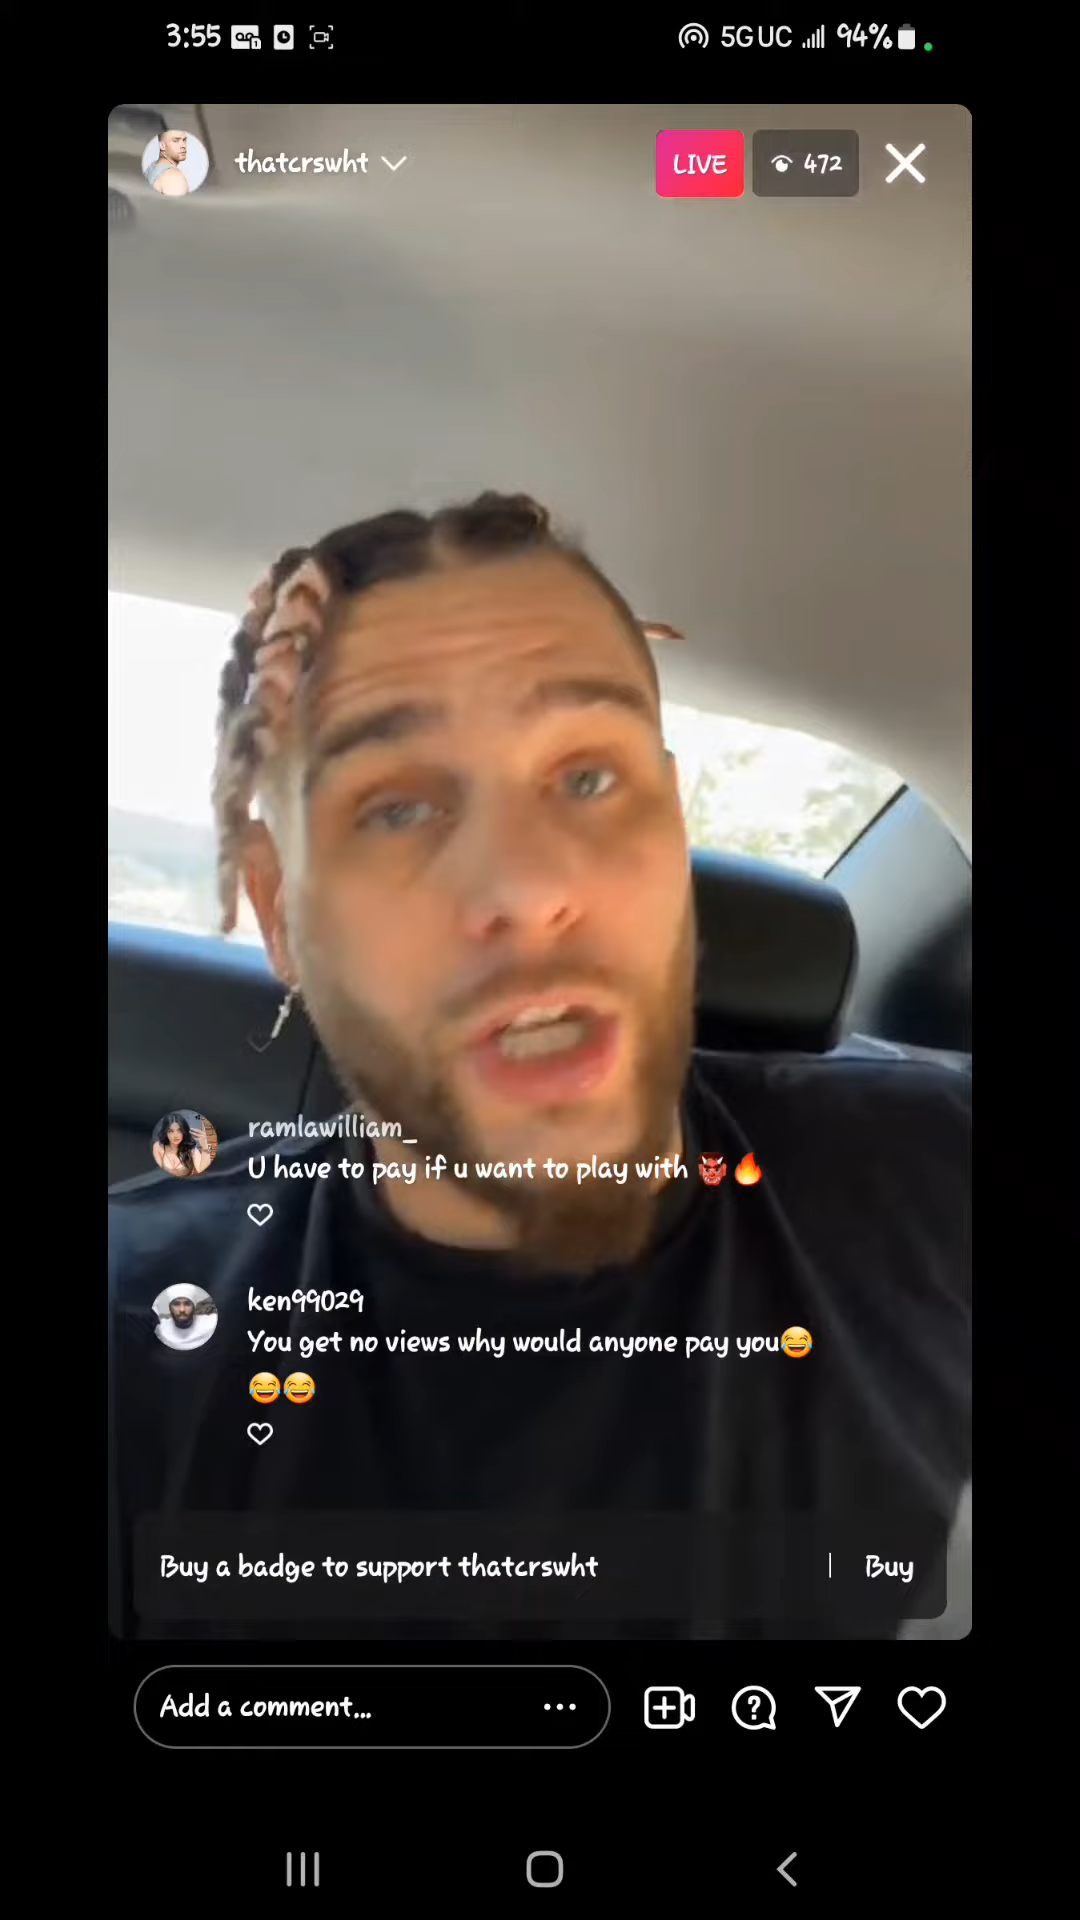 3:55 5G UC 94%
thatcrswht LIVE 472
ramlawilliam_
U have to pay if u want to play with 👹🔥
ken99029
You get no views why would anyone pay you😂
😂😂
Buy a badge to support thatcrswht | Buy
Add a comment...